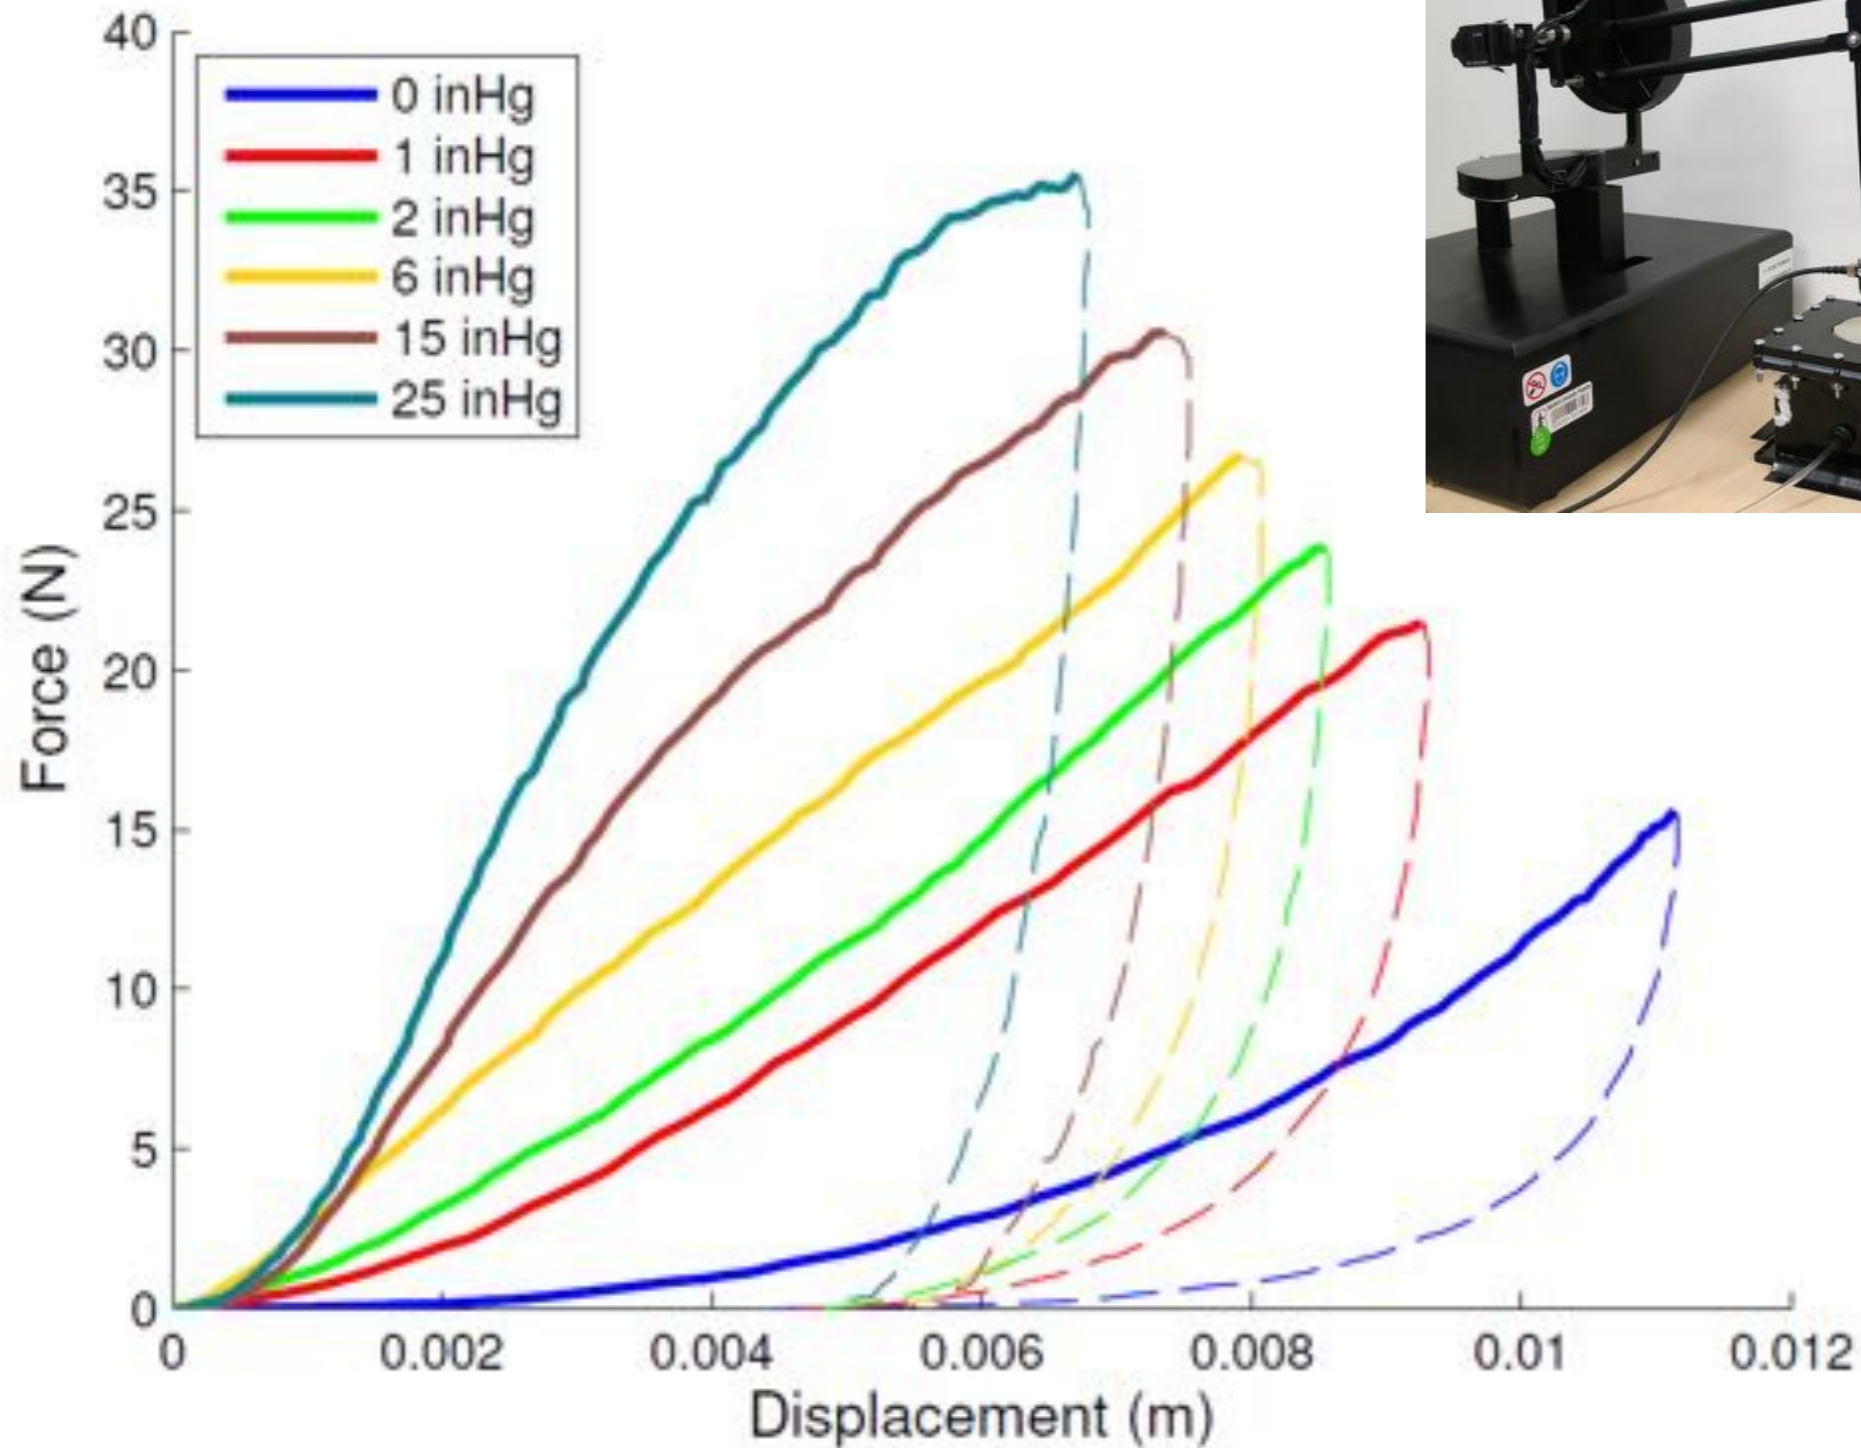 40
35
30
25
20
15
10
5
0
0 inHg
1 inHg
2 inHg
6 inHg
15 inHg
25 inHg
Force (N)
0 0.002 0.004 0.006 0.008 0.01 0.012
Displacement (m)